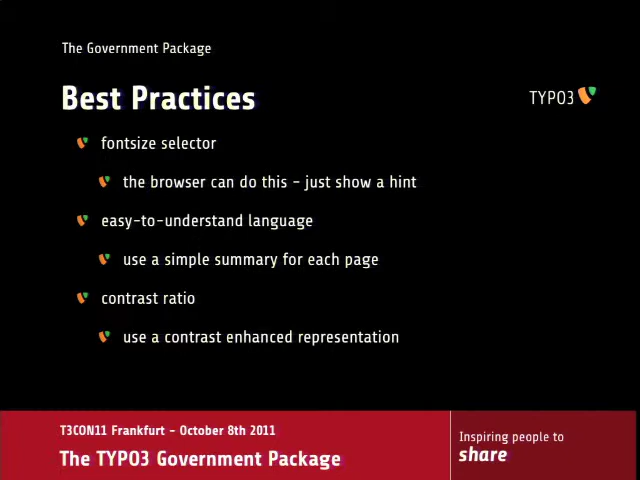 The Government Package
Best Practices
TYPO3
fontsize selector
the browser can do this - just show a hint
easy-to-understand language
use a simple summary for each page
contrast ratio
use a contrast enhanced representation
T3CON11 Frankfurt - October 8th 2011
The TYPO3 Government Package
Inspiring people to
share